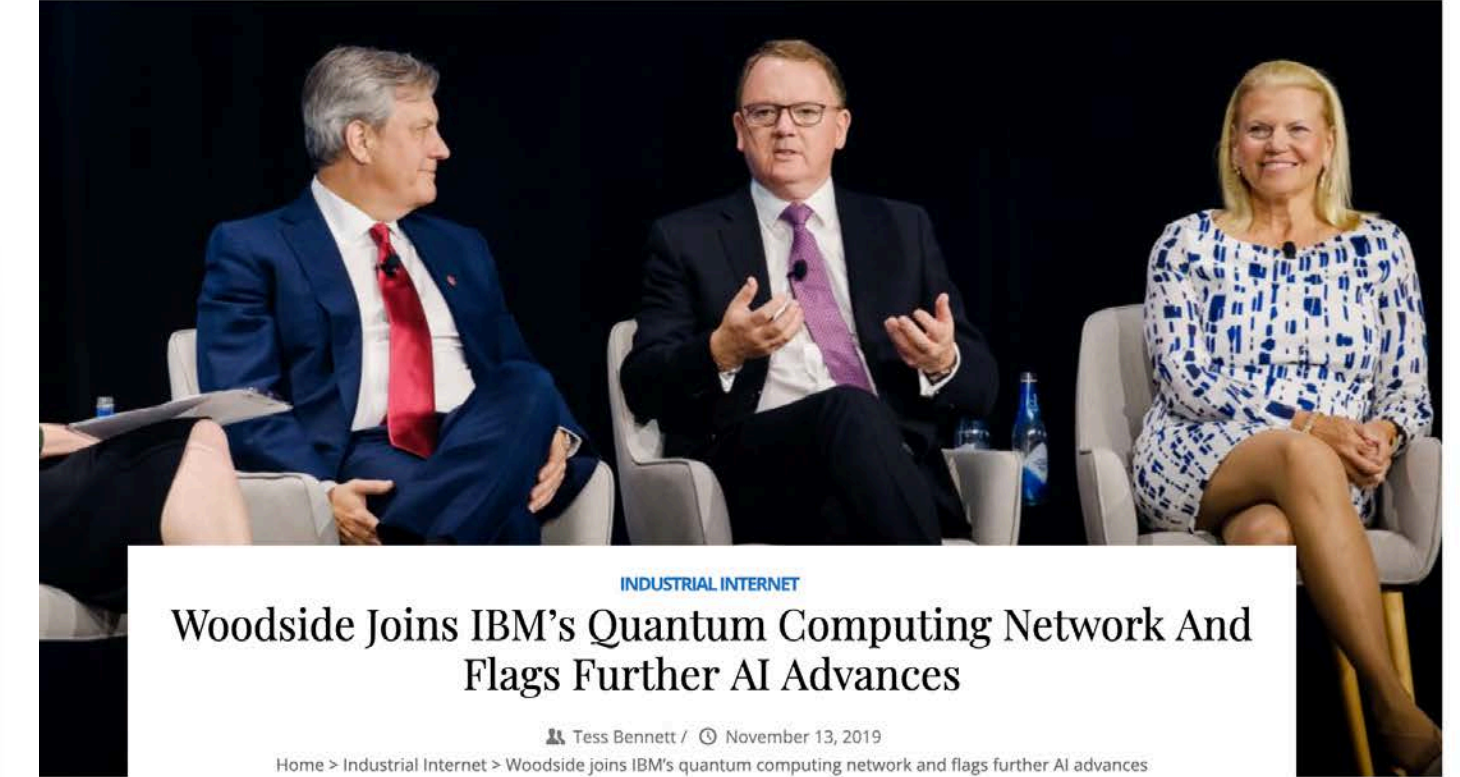 INDUSTRIAL INTERNET
Woodside Joins IBM's Quantum Computing Network And
Flags Further AI Advances
Tess Bennett / November 13, 2019
Home > Industrial Internet > Woodside joins IBM's quantum computing network and flags further AI advances